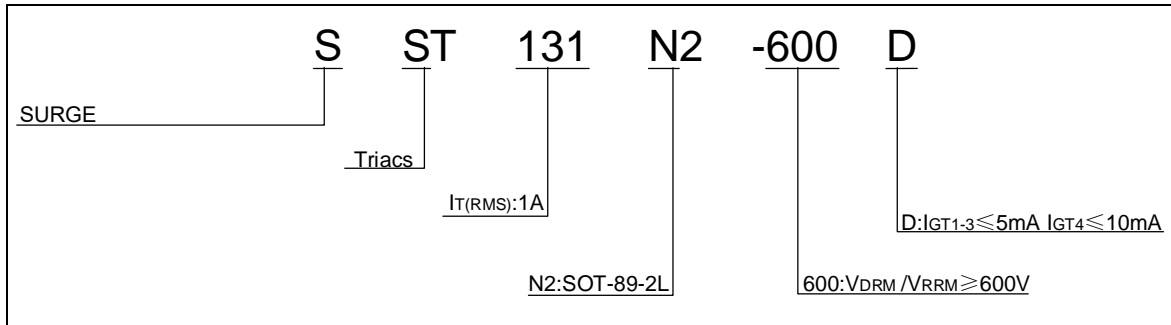 S ST 131 N2 -600 D
SURGE
Triacs
IT(RMS):1A
D:IGT1-3≤5mA IGT4≤10mA
N2:SOT-89-2L
600:VDRM /VRRM≥600V